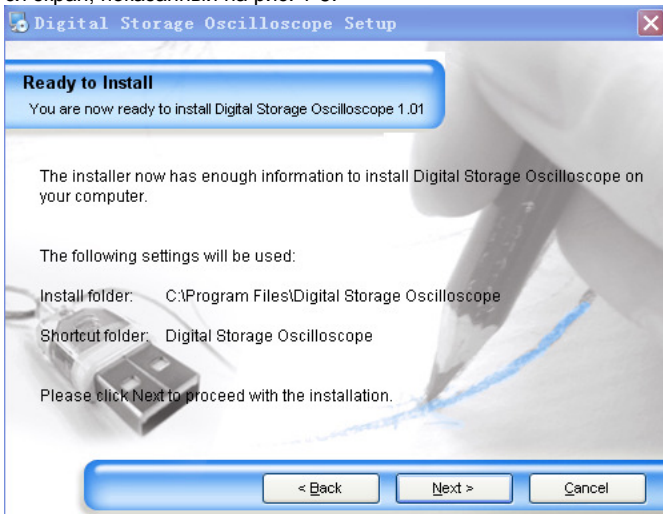 Digital Storage Oscilloscope Setup
Ready to Install
You are now ready to install Digital Storage Oscilloscope 1.01
The installer now has enough information to install Digital Storage Oscilloscope on
your computer.
The following settings will be used:
Install folder: C:\Program Files\Digital Storage Oscilloscope
Shortcut folder: Digital Storage Oscilloscope
Please click Next to proceed with the installation.
< Back Next > Cancel